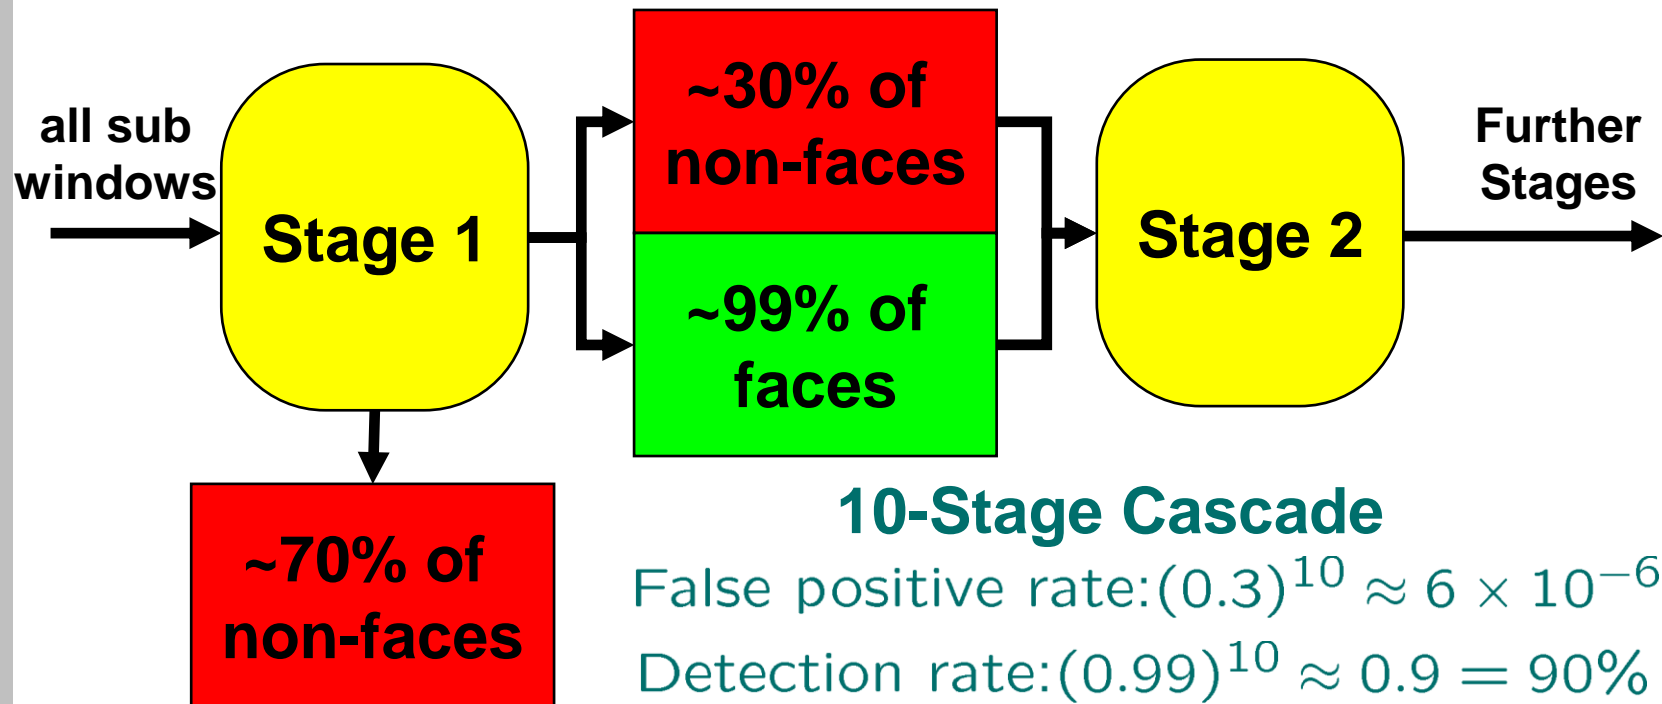 all sub
windows
Stage 1
~30% of
non-faces
~99% of
faces
Stage 2
Further
Stages
~70% of
non-faces
10-Stage Cascade
False positive rate:(0.3)¹⁰ ≈ 6 × 10⁻⁶
Detection rate:(0.99)¹⁰ ≈ 0.9 = 90%